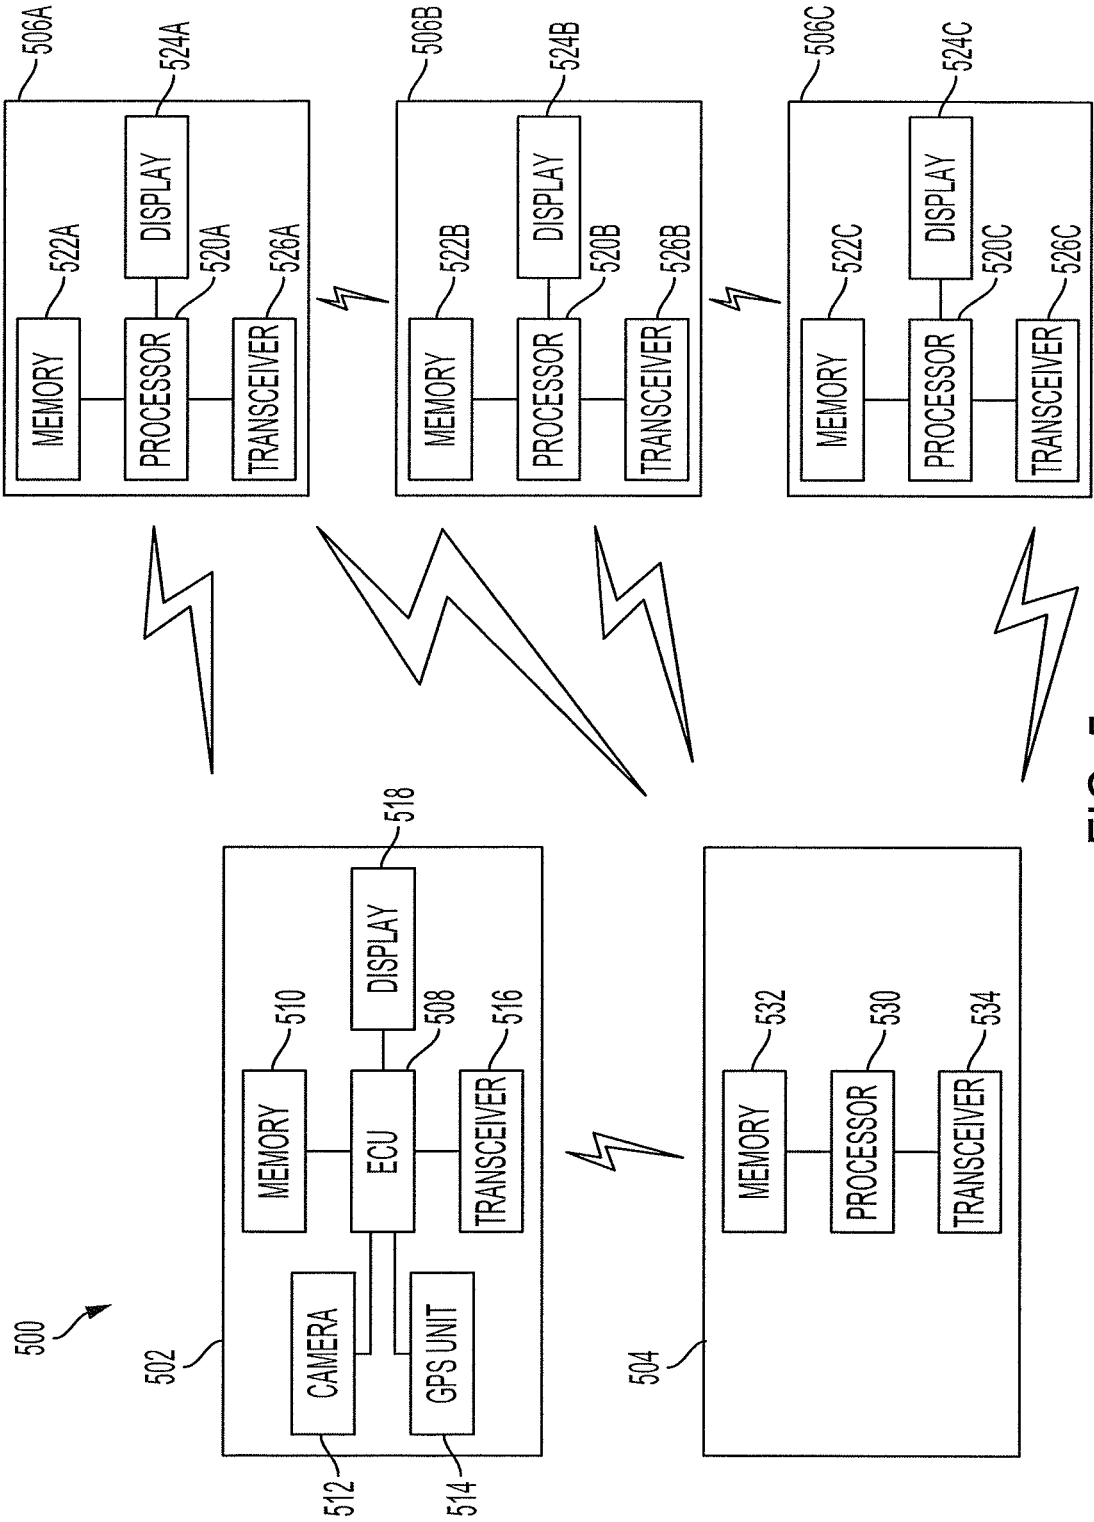 500
502
CAMERA
512
GPS UNIT
514
MEMORY
510
ECU
508
TRANSCEIVER
516
DISPLAY
518
504
MEMORY
532
PROCESSOR
530
TRANSCEIVER
534
506A
MEMORY
522A
PROCESSOR
520A
DISPLAY
524A
TRANSCEIVER
526A
506B
MEMORY
522B
PROCESSOR
520B
DISPLAY
524B
TRANSCEIVER
526B
506C
MEMORY
522C
PROCESSOR
520C
DISPLAY
524C
TRANSCEIVER
526C
FIG.